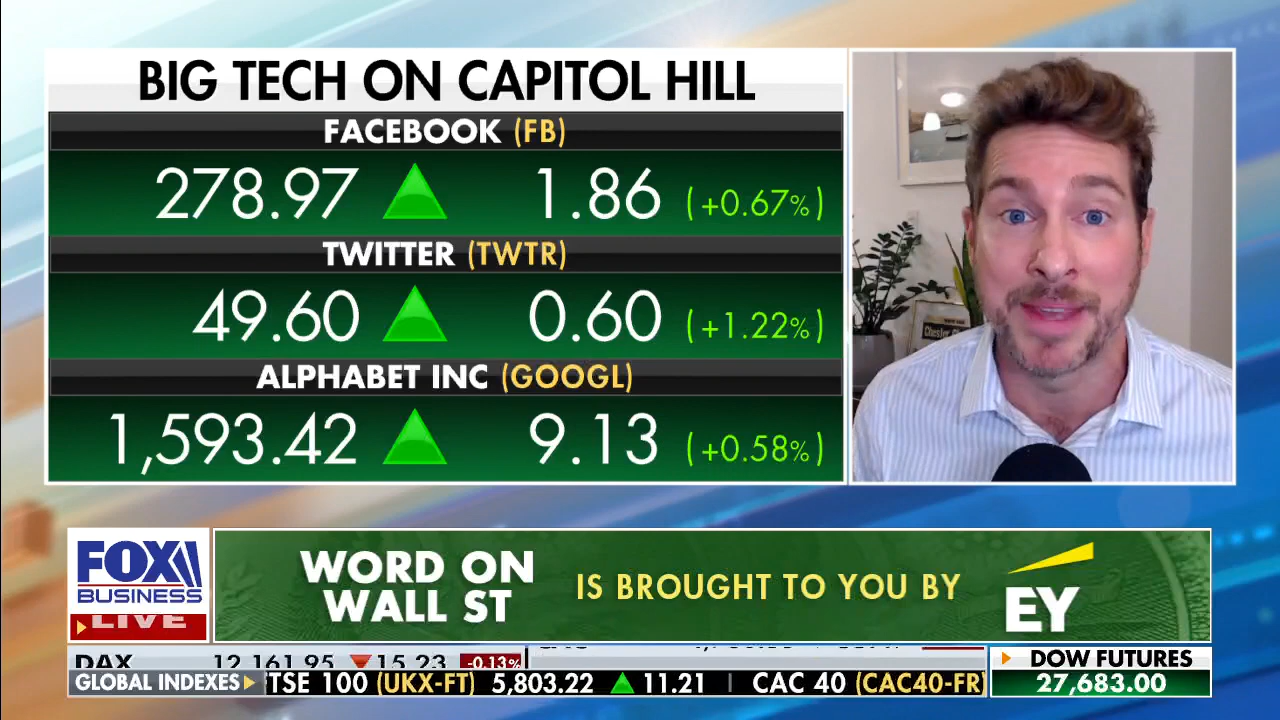 BIG TECH ON CAPITOL HILL
FACEBOOK (FB)
278.97 ▲ 1.86 (+0.67%)
TWITTER (TWTR)
49.60 ▲ 0.60 (+1.22%)
ALPHABET INC (GOOGL)
1,593.42 ▲ 9.13 (+0.58%)
Chester
FOX
BUSINESS
LIVE
WORD ON
WALL ST
IS BROUGHT TO YOU BY
EY
DAX 12,161.95 ▼ 15.23 -0.13%
GLOBAL INDEXES
TSE 100 (UKX-FT) 5,803.22 ▲ 11.21 | CAC 40 (CAC40-FR)
DOW FUTURES
27,683.00